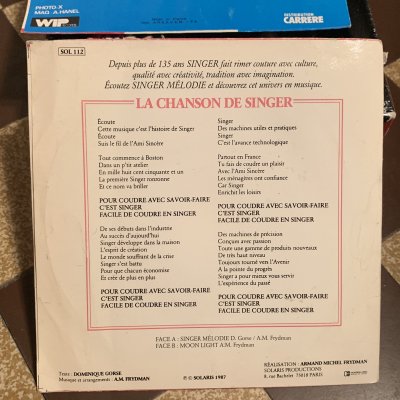 PHOTO-X
MAQ. A.HANEL
WIP
DISTRIBUTION
CARRERE
SOL 112
Depuis plus de 135 ans SINGER fait rimer couture avec culture,
qualité avec créativité, tradition avec imagination.
Écoutez SINGER MÉLODIE et découvrez cet univers en musique.
LA CHANSON DE SINGER
Écoute
Cette musique c'est l'histoire de Singer
Écoute
Suis le fil de l'Ami Sincère
Tout commence à Boston
Dans un p'tit atelier
En mille huit cent cinquante et un
La première Singer ronronne
Et ce nom va briller
POUR COUDRE AVEC SAVOIR-FAIRE
C'EST SINGER
FACILE DE COUDRE EN SINGER
De ses débuts dans l'industrie
Au succès d'aujourd'hui
Singer développe dans la maison
L'esprit de création
Le monde souffrant de la crise
Singer s'est battu
Pour que chacun économise
Et crée de plus en plus
POUR COUDRE AVEC SAVOIR-FAIRE
C'EST SINGER
FACILE DE COUDRE EN SINGER
Singer
Des machines utiles et pratiques
Singer
C'est l'avance technologique
Partout en France
Tu fais de coudre un plaisir
Avec l'Ami Sincère
Les ménagères ont confiance
Car Singer
Enrichit les loisirs
POUR COUDRE AVEC SAVOIR-FAIRE
C'EST SINGER
FACILE DE COUDRE EN SINGER
Des machines de précision
Conçues avec passion
Toute une gamme de produits nouveaux
De très haut niveau
Toujours tourné vers l'Avenir
A la pointe du progrès
Singer a pour mieux vous servir
L'expérience du passé
POUR COUDRE AVEC SAVOIR-FAIRE
C'EST SINGER
FACILE DE COUDRE EN SINGER
FACE A : SINGER MÉLODIE D. Gorse / A.M. Frydman
FACE B : MOON LIGHT A.M. Frydman
Texte : DOMINIQUE GORSE
Musique et arrangements : A.M. FRYDMAN
℗ © SOLARIS 1987
RÉALISATION : ARMAND MICHEL FRYDMAN
SOLARIS PRODUCTIONS
8, rue Bachelet 75018 PARIS